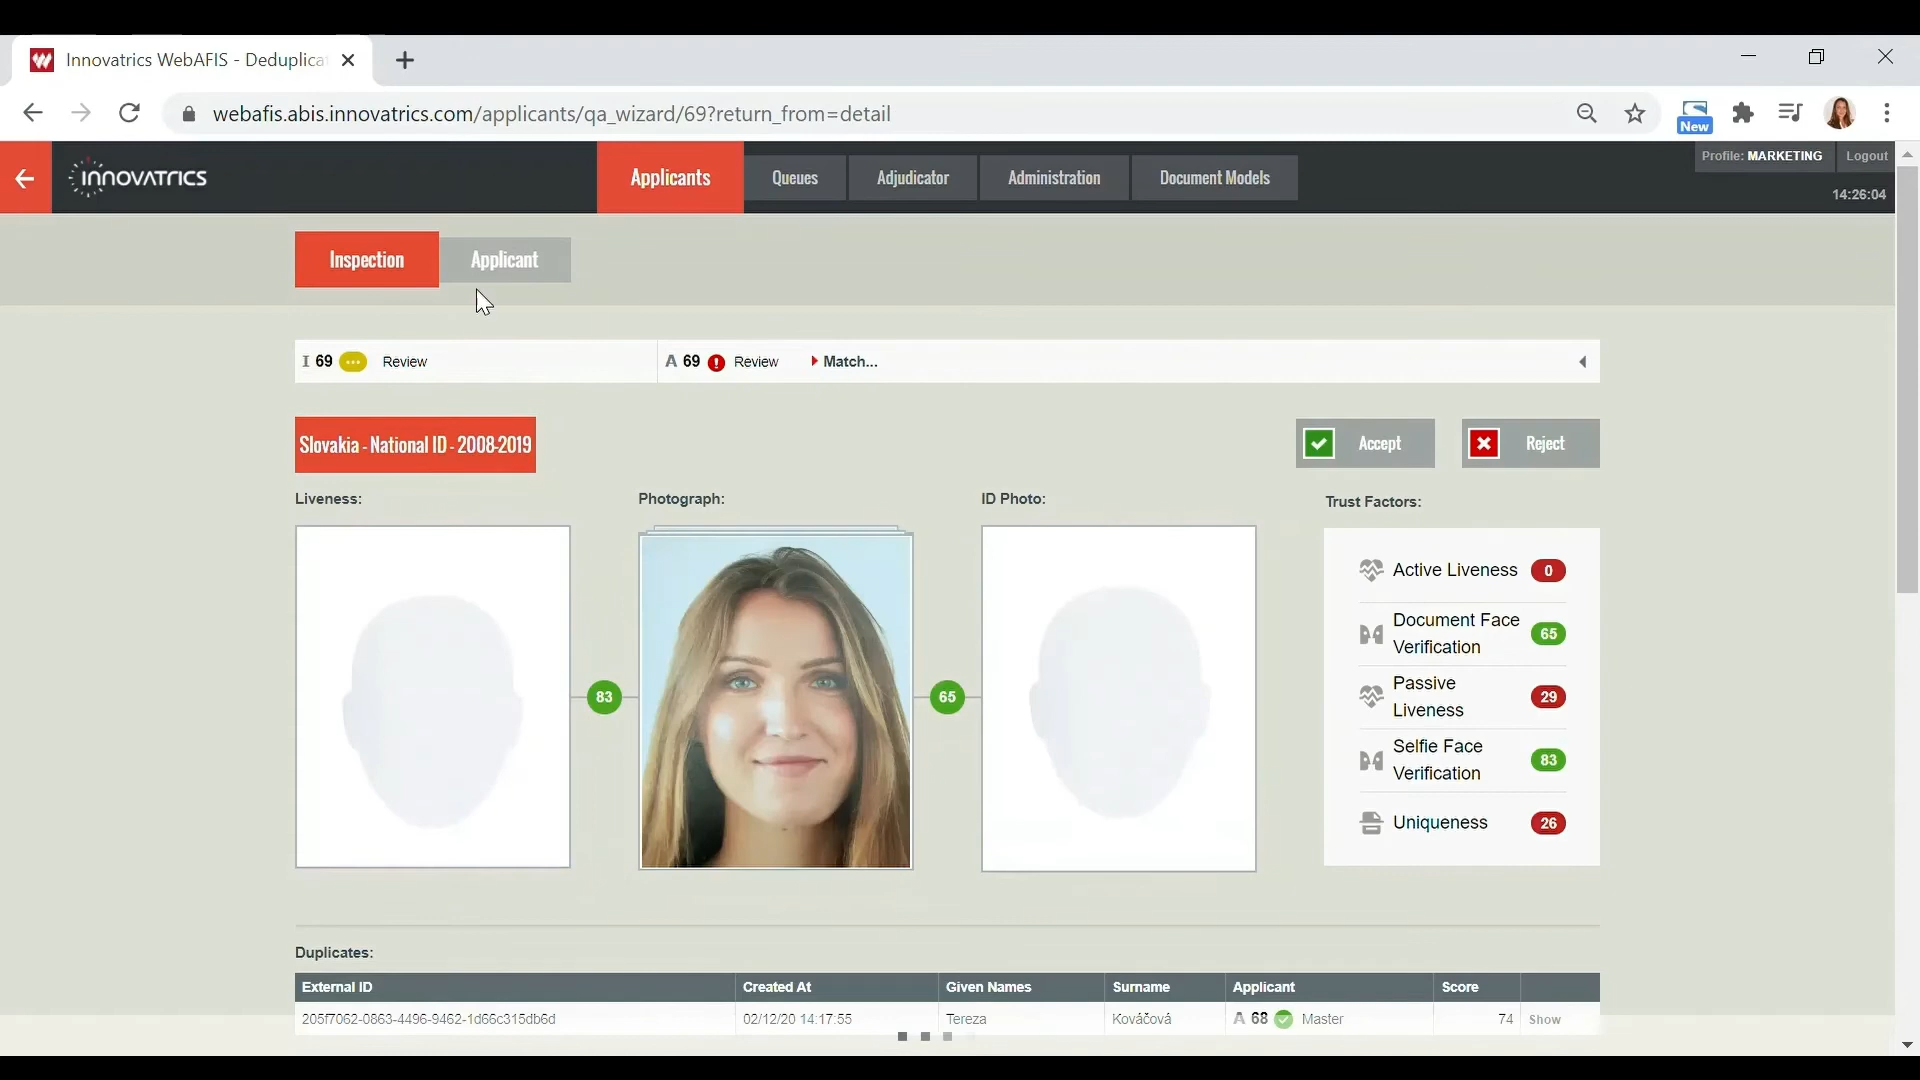 Innovatrics WebAFIS - Deduplica
webafis.abis.innovatrics.com/applicants/qa_wizard/69?return_from=detail
New
INNOVATRICS
Applicants
Queues
Adjudicator
Administration
Document Models
Profile: MARKETING
Logout
14:26:04
Inspection
Applicant
I 69 Review
A 69 Review Match...
Slovakia - National ID - 2008-2019
Accept
Reject
Liveness:
Photograph:
ID Photo:
Trust Factors:
83
65
Active Liveness 0
Document Face
Verification 65
Passive
Liveness 29
Selfie Face
Verification 83
Uniqueness 26
Duplicates:
External ID Created At Given Names Surname Applicant Score
205f7062-0863-4496-9462-1d66c315db6d 02/12/20 14:17:55 Tereza Kováčová A 68 Master 74 Show